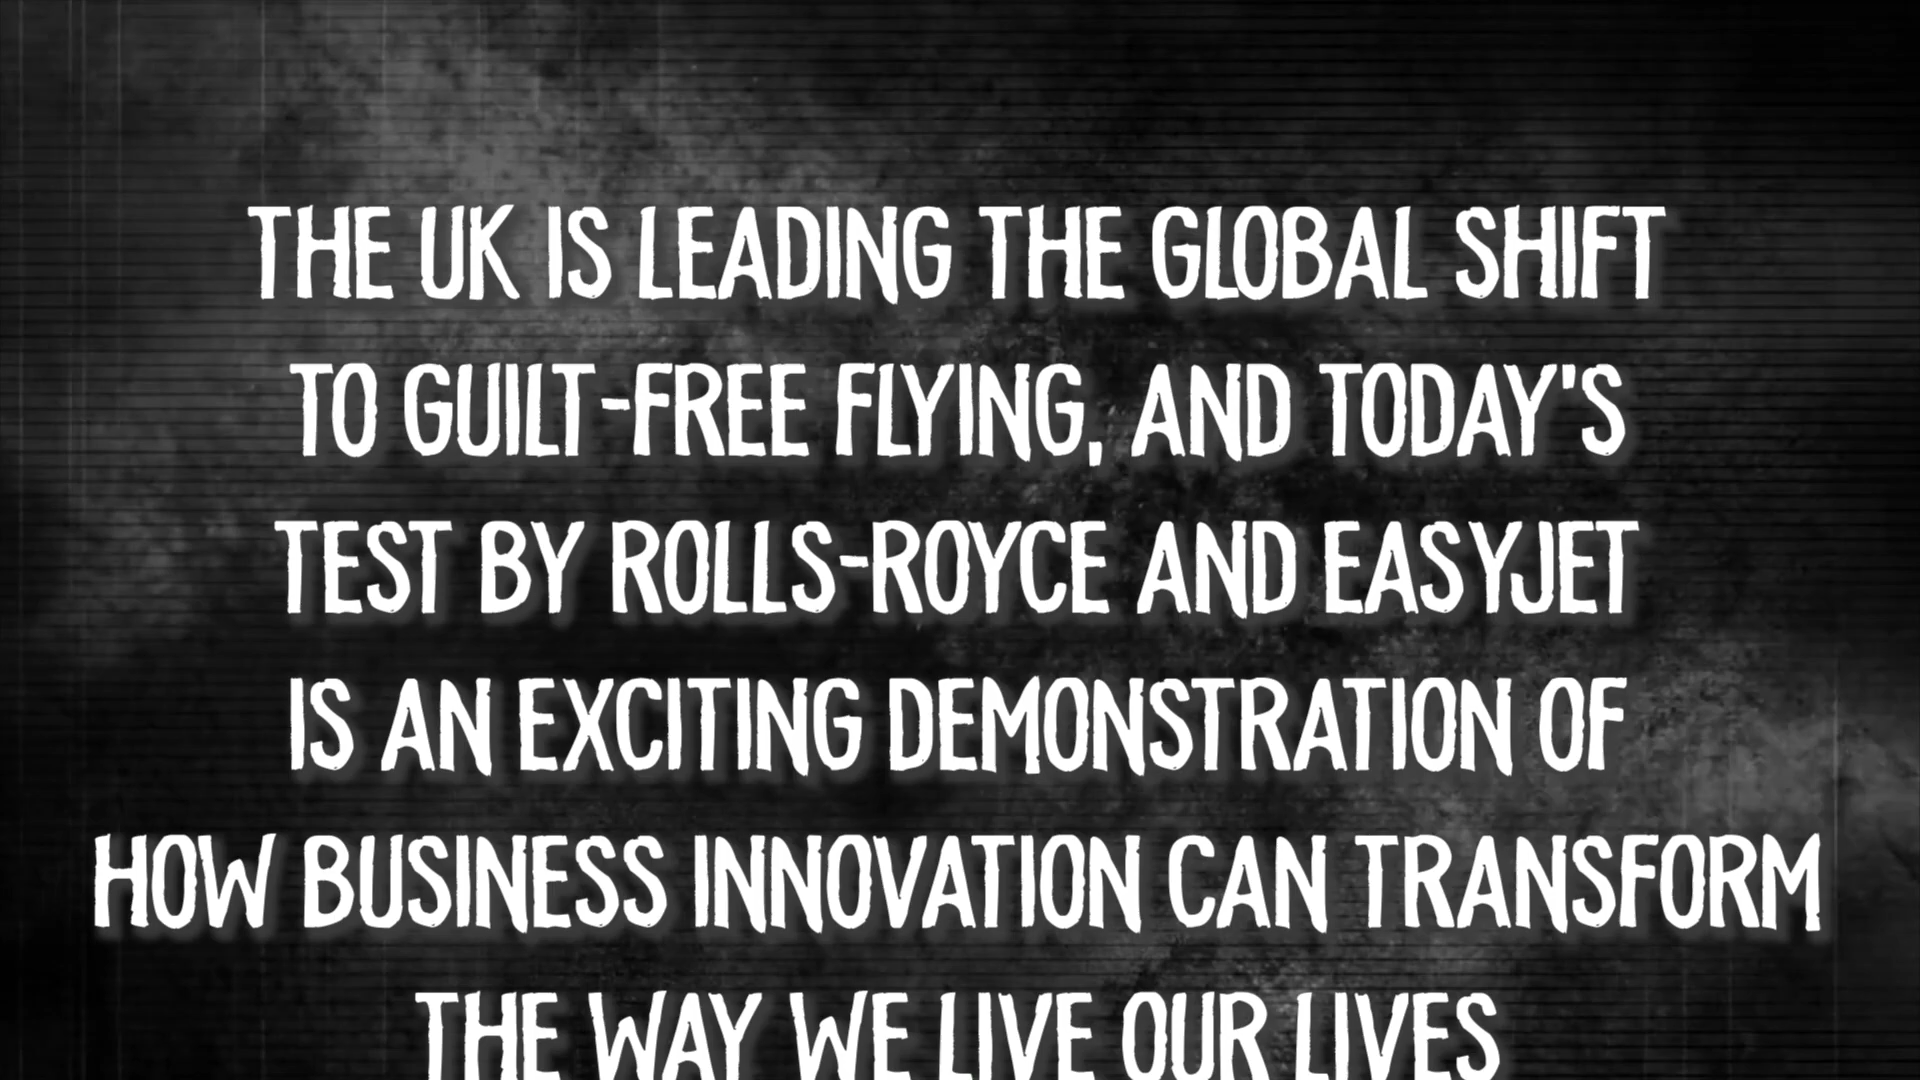 THE UK IS LEADING THE GLOBAL SHIFT
TO GUILT-FREE FLYING, AND TODAY'S
TEST BY ROLLS-ROYCE AND EASYJET
IS AN EXCITING DEMONSTRATION OF
HOW BUSINESS INNOVATION CAN TRANSFORM
THE WAY WE LIVE OUR LIVES